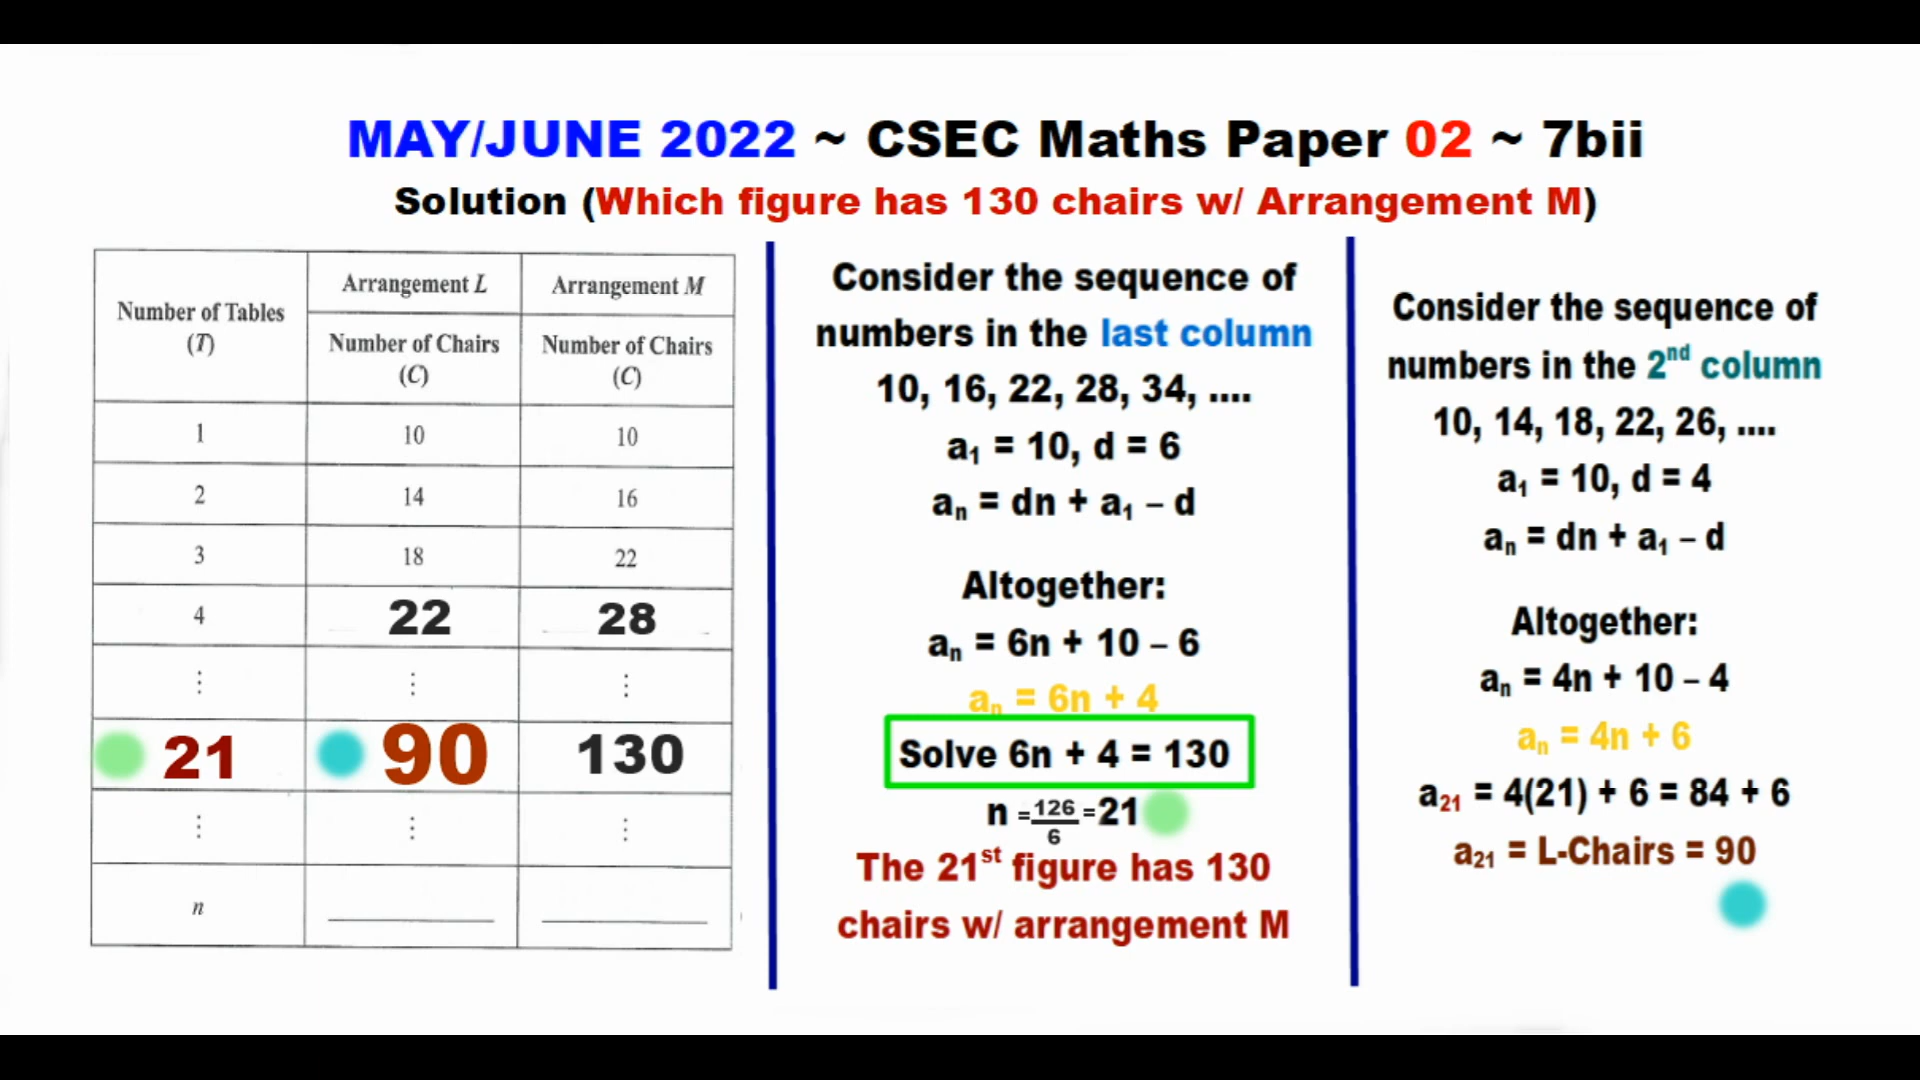 MAY/JUNE 2022 ~ CSEC Maths Paper 02 ~ 7bii
Solution (Which figure has 130 chairs w/ Arrangement M)
Number of Tables
(T)
Arrangement L
Arrangement M
Number of Chairs
(C)
Number of Chairs
(C)
1 10 10
2 14 16
3 18 22
4 22 28
⋮ ⋮ ⋮
21 90 130
⋮ ⋮ ⋮
n
Consider the sequence of
numbers in the last column
10, 16, 22, 28, 34, ....
a₁ = 10, d = 6
aₙ = dn + a₁ – d
Altogether:
aₙ = 6n + 10 – 6
aₙ = 6n + 4
Solve 6n + 4 = 130
n = 126/6 = 21
The 21ˢᵗ figure has 130
chairs w/ arrangement M
Consider the sequence of
numbers in the 2ⁿᵈ column
10, 14, 18, 22, 26, ....
a₁ = 10, d = 4
aₙ = dn + a₁ – d
Altogether:
aₙ = 4n + 10 – 4
aₙ = 4n + 6
a₂₁ = 4(21) + 6 = 84 + 6
a₂₁ = L-Chairs = 90